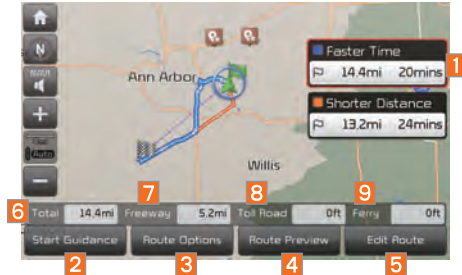 N
NAVI
Auto
Ann Arbor
Willis
Faster Time
14.4mi 20mins
1
Shorter Distance
13.2mi 24mins
7 8 9
6 Total 14.4mi Freeway 5.2mi Toll Road 0ft Ferry 0ft
Start Guidance Route Options Route Preview Edit Route
2 3 4 5